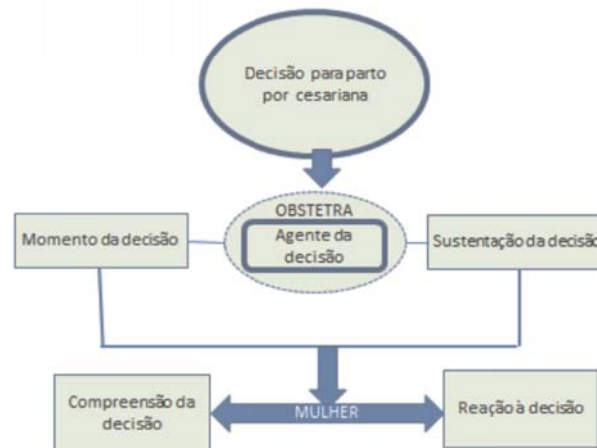 Decisão para parto
por cesariana
OBSTETRA
Agente da
decisão
Momento da decisão
Sustentação da decisão
Compreensão da
decisão
MULHER
Reação à decisão